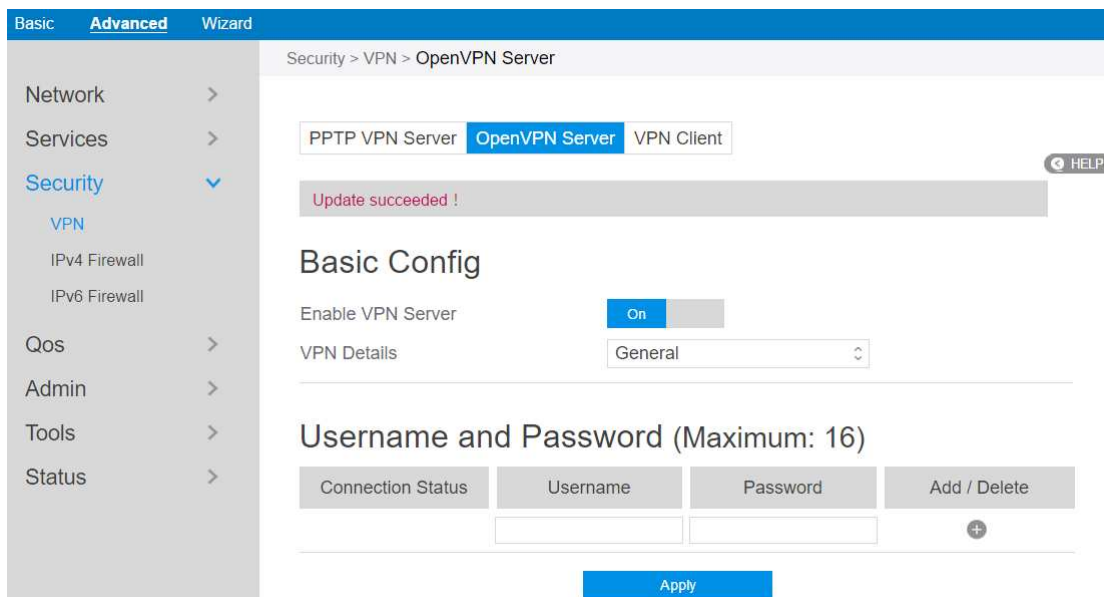 Basic Advanced Wizard
Security > VPN > OpenVPN Server
Network
Services
Security
VPN
IPv4 Firewall
IPv6 Firewall
Qos
Admin
Tools
Status
PPTP VPN Server OpenVPN Server VPN Client
HELP
Update succeeded !
Basic Config
Enable VPN Server On
VPN Details General
Username and Password (Maximum: 16)
Connection Status Username Password Add / Delete
Apply